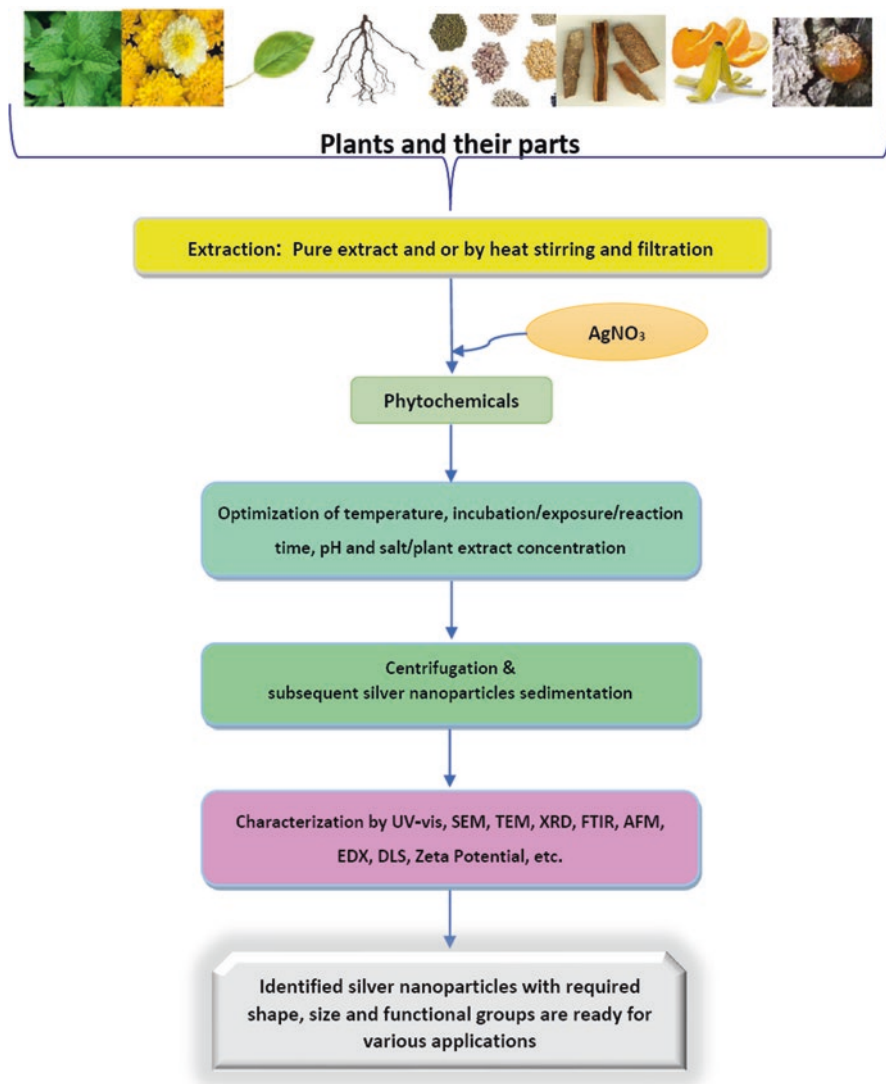 Plants and their parts
Extraction: Pure extract and or by heat stirring and filtration
AgNO₃
Phytochemicals
Optimization of temperature, incubation/exposure/reaction
time, pH and salt/plant extract concentration
Centrifugation &
subsequent silver nanoparticles sedimentation
Characterization by UV-vis, SEM, TEM, XRD, FTIR, AFM,
EDX, DLS, Zeta Potential, etc.
Identified silver nanoparticles with required
shape, size and functional groups are ready for
various applications